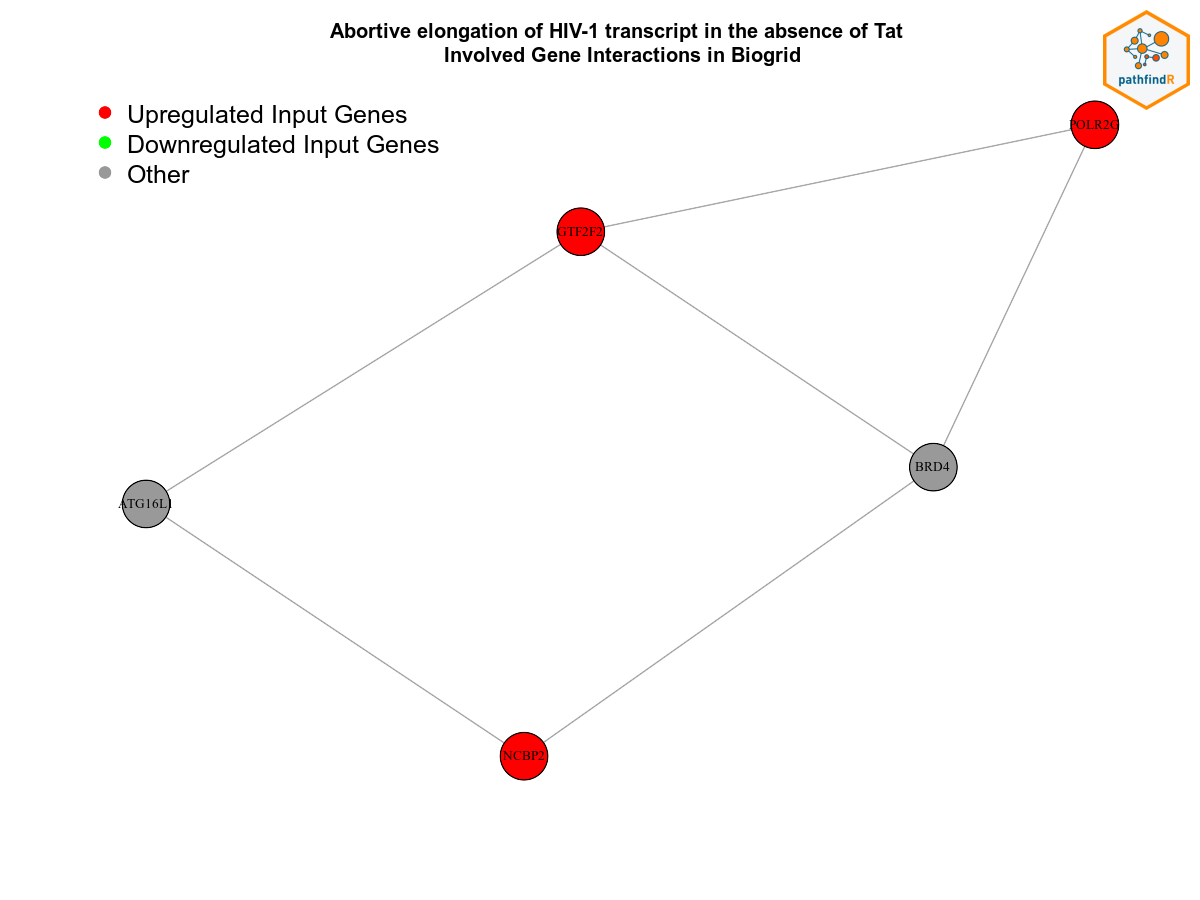 Abortive elongation of HIV-1 transcript in the absence of Tat
Involved Gene Interactions in Biogrid
pathfindR
Upregulated Input Genes
Downregulated Input Genes
Other
POLR2G
GTF2F2
BRD4
ATG16L1
NCBP2